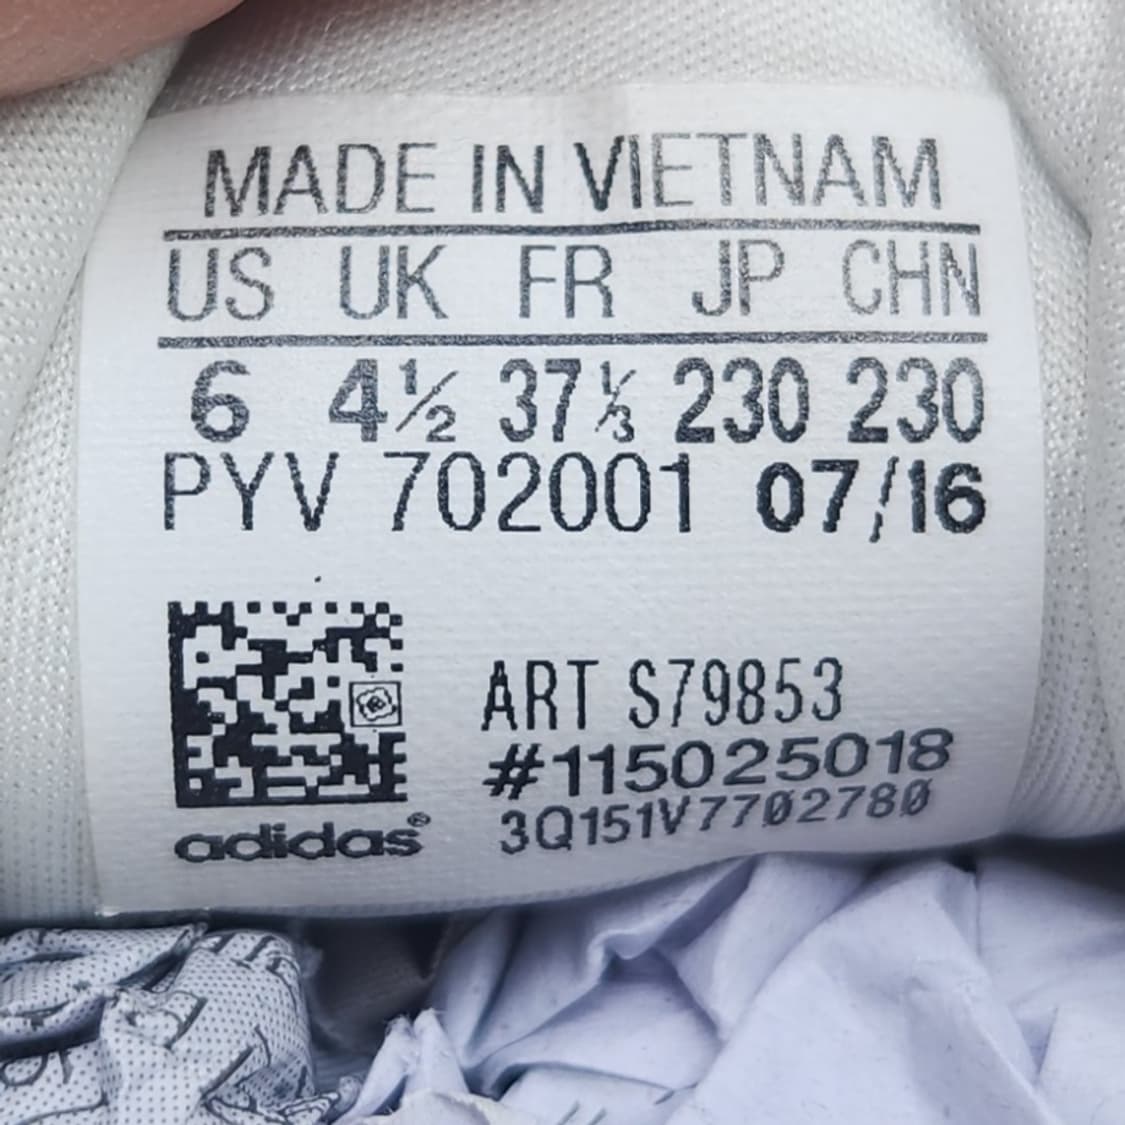 MADE IN VIETNAM
US UK FR JP CHN
6 4½ 37⅓ 230 230
PYV 702001 07/16
ART S79853
#115025018
3Q151V7702780
adidas®